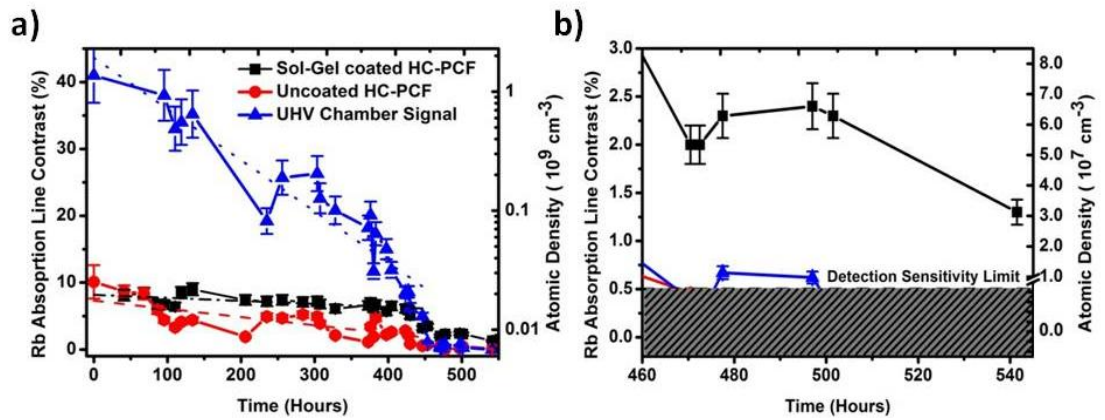 a)
Rb Absoprtion Line Contrast (%)
40
30
20
10
0
Sol-Gel coated HC-PCF
Uncoated HC-PCF
UHV Chamber Signal
1
0.1
0.01
Atomic Density ( 10⁹ cm⁻³)
0
100
200
300
400
500
Time (Hours)
b)
Rb Absoprtion Line Contrast (%)
3.0
2.5
2.0
1.5
1.0
0.5
0.0
Detection Sensitivity Limit
8.0
7.0
6.0
5.0
4.0
3.0
2.0
1.0
0.0
Atomic Density ( 10⁷ cm⁻³)
460
480
500
520
540
Time (Hours)